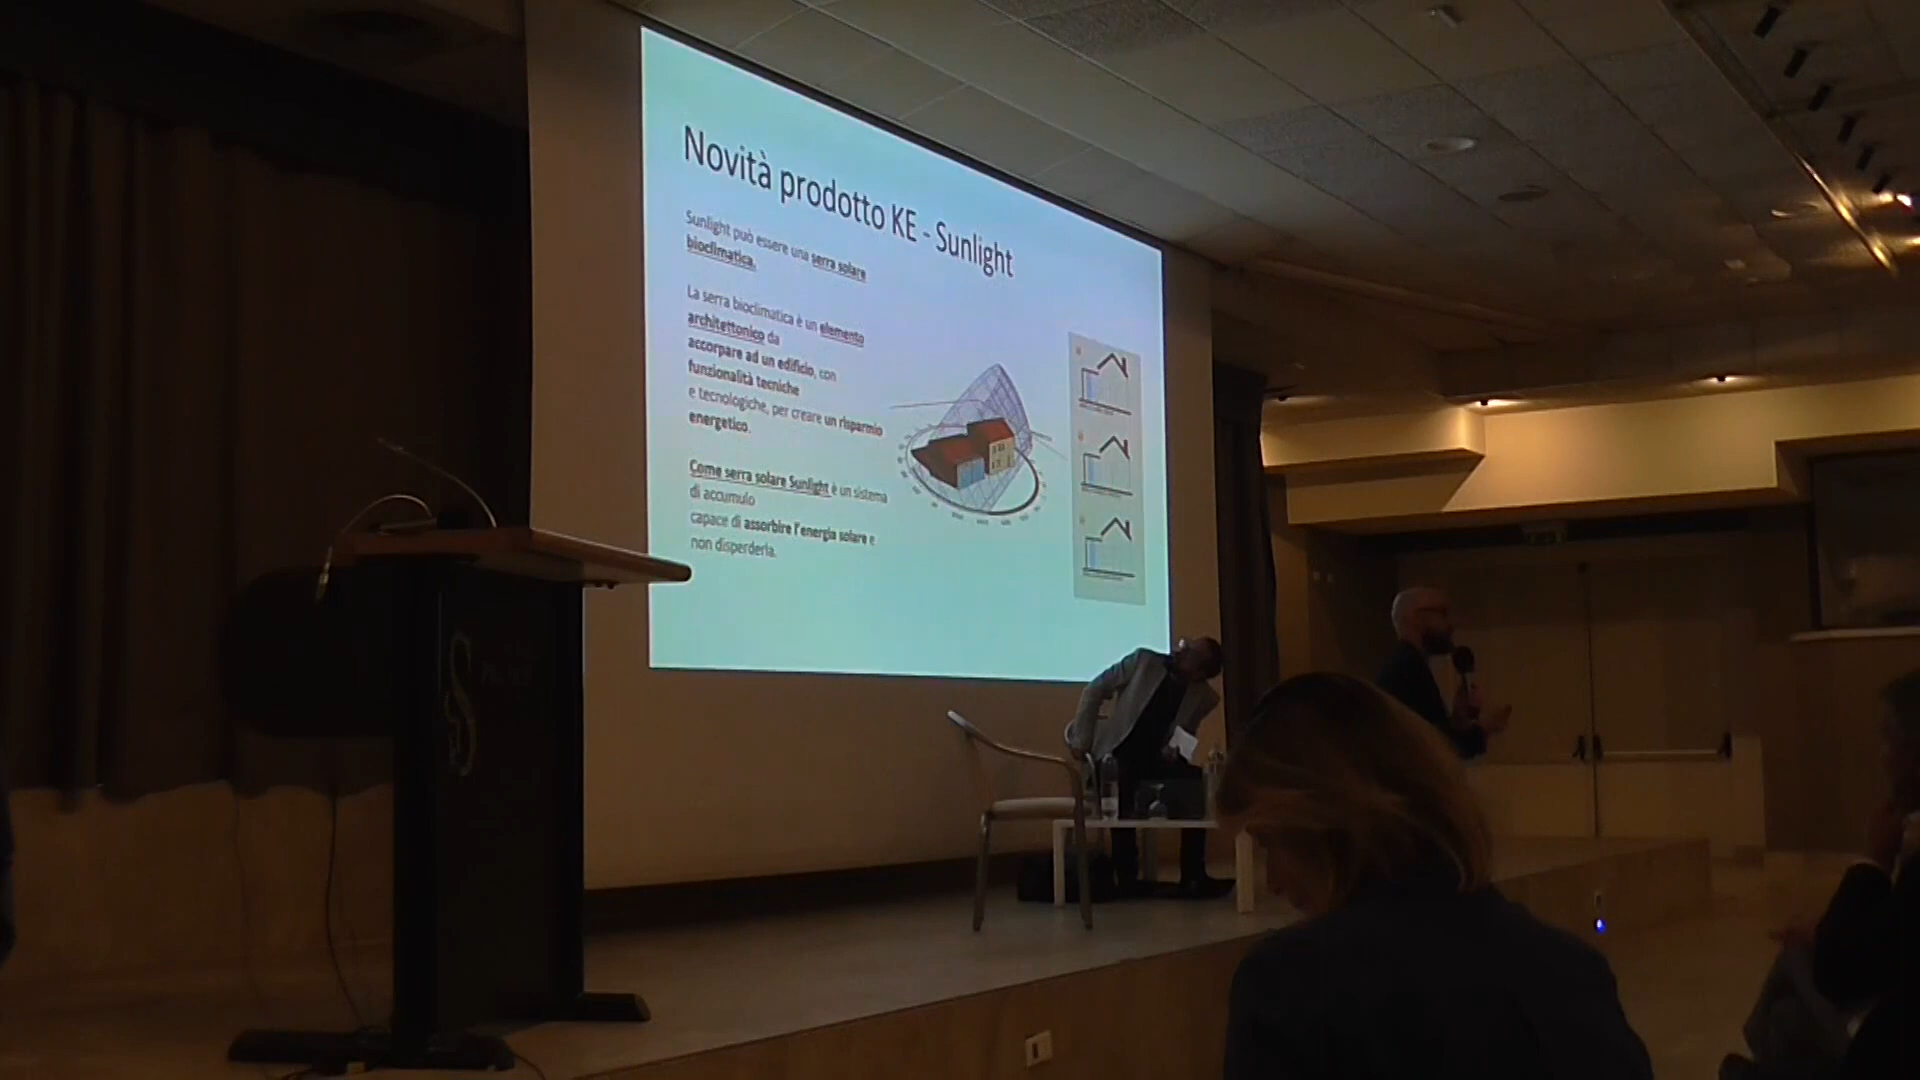 Novità prodotto KE - Sunlight
Sunlight può essere una serra solare
bioclimatica.
La serra bioclimatica è un elemento
architettonico da
accorpare ad un edificio, con
funzionalità tecniche
e tecnologiche, per creare un risparmio
energetico.
Come serra solare Sunlight è un sistema
di accumulo
capace di assorbire l'energia solare e
non disperderla.